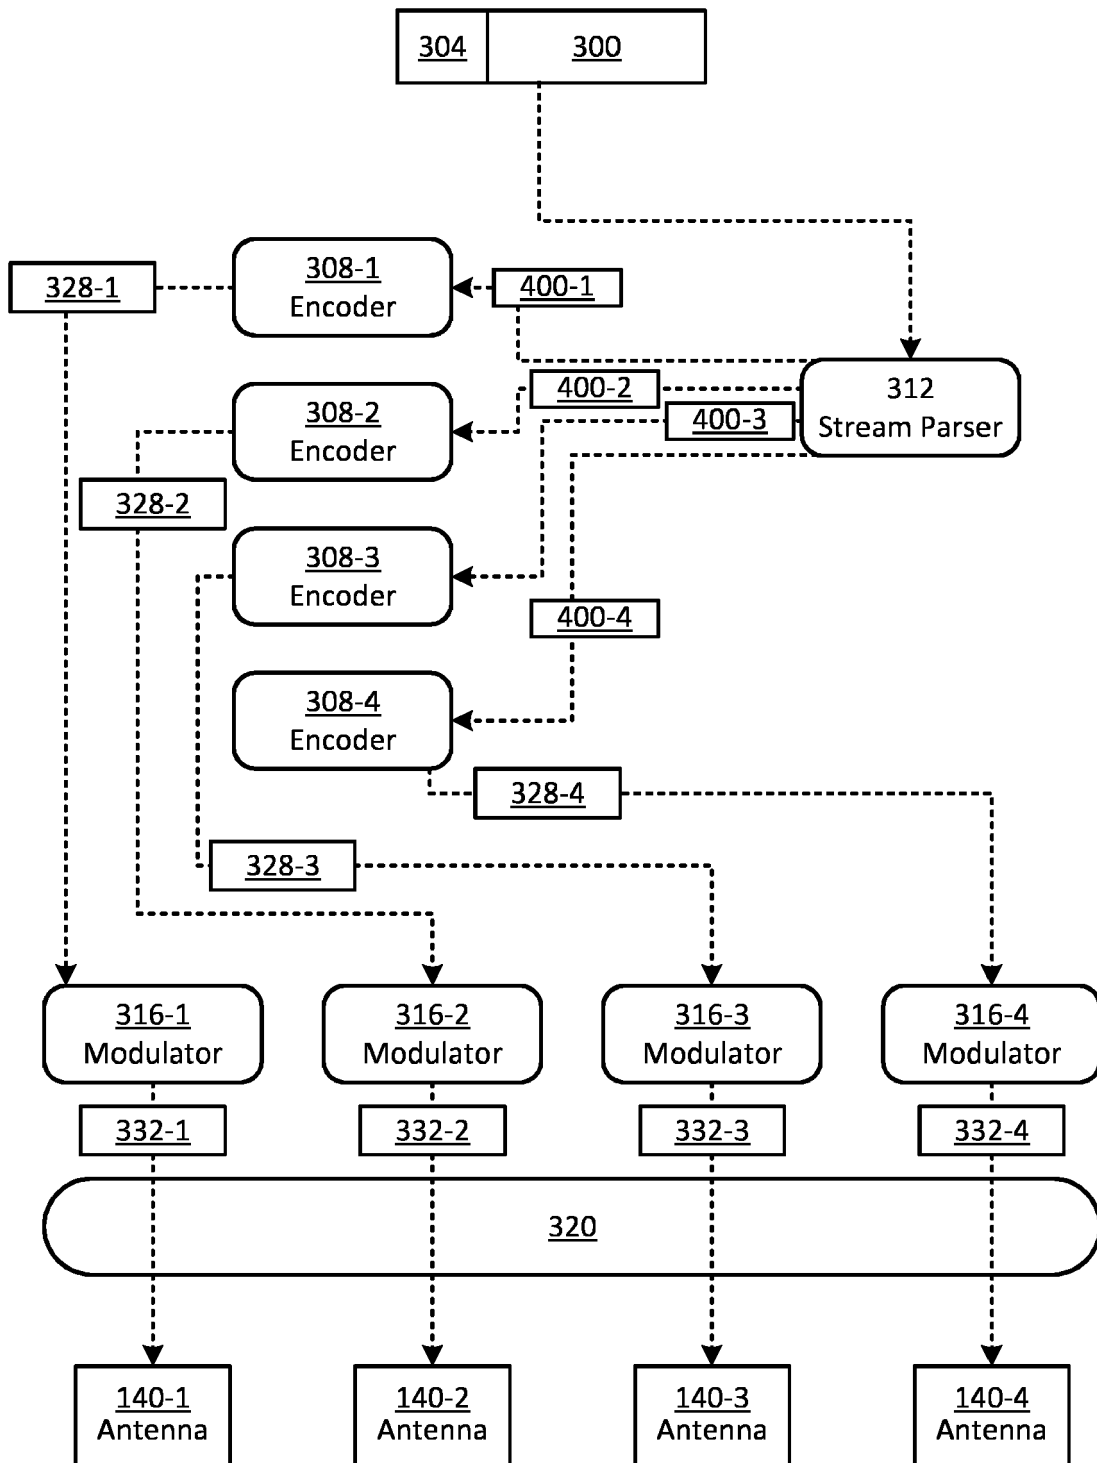 304 300
308-1
Encoder
328-1
400-1
312
Stream Parser
400-2
400-3
308-2
Encoder
328-2
308-3
Encoder
400-4
308-4
Encoder
328-4
328-3
316-1
Modulator
316-2
Modulator
316-3
Modulator
316-4
Modulator
332-1
332-2
332-3
332-4
320
140-1
Antenna
140-2
Antenna
140-3
Antenna
140-4
Antenna